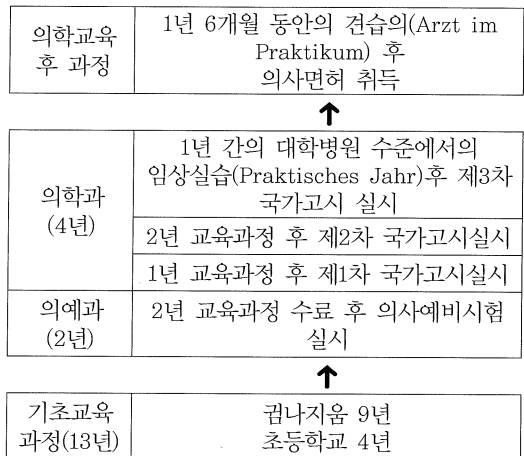 의학교육
후 과정
1년 6개월 동안의 견습의(Arzt im
Praktikum) 후
의사면허 취득
↑
의학과
(4년)
1년 간의 대학병원 수준에서의
임상실습(Praktisches Jahr)후 제3차
국가고시 실시
2년 교육과정 후 제2차 국가고시실시
1년 교육과정 후 제1차 국가고시실시
의예과
(2년)
2년 교육과정 수료 후 의사예비시험
실시
↑
기초교육
과정(13년)
귐나지움 9년
초등학교 4년